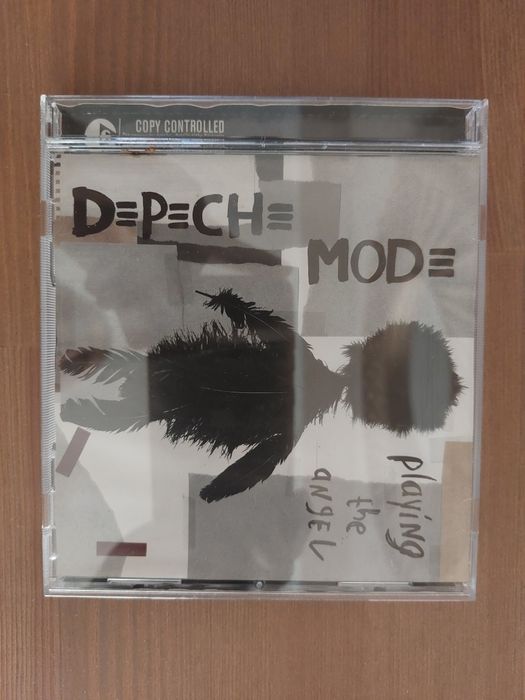 COPY CONTROLLED
DEPECHE
MODE
playing
the
angel